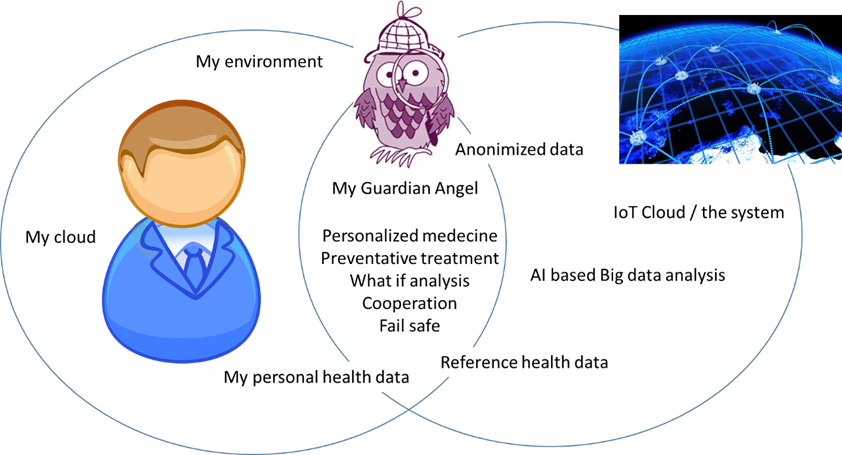 My environment
Anonimized data
My Guardian Angel
IoT Cloud / the system
My cloud
Personalized medecine
Preventative treatment
What if analysis
Cooperation
Fail safe
AI based Big data analysis
Reference health data
My personal health data